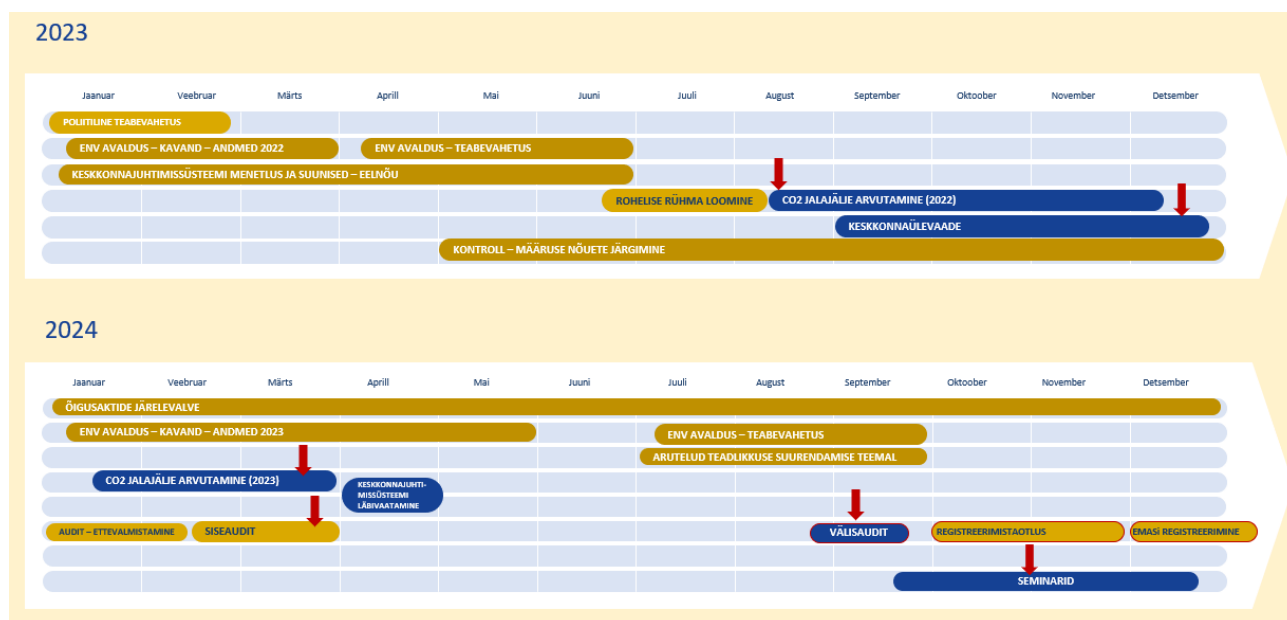 2023
Jaanuar Veebruar Märts Aprill Mai Juuni Juuli August September Oktoober November Detsember
POLIITILINE TEABEVAHETUS
ENV AVALDUS – KAVAND – ANDMED 2022 ENV AVALDUS – TEABEVAHETUS
KESKKONNAJUHTIMISSÜSTEEMI MENETLUS JA SUUNISED – EELNÕU
ROHELISE RÜHMA LOOMINE CO2 JALAJÄLJE ARVUTAMINE (2022)
KESKKONNAÜLEVAADE
KONTROLL – MÄÄRUSE NÕUETE JÄRGIMINE
2024
Jaanuar Veebruar Märts Aprill Mai Juuni Juuli August September Oktoober November Detsember
ÕIGUSAKTIDE JÄRELEVALVE
ENV AVALDUS – KAVAND – ANDMED 2023 ENV AVALDUS – TEABEVAHETUS
ARUTELUD TEADLIKKUSE SUURENDAMISE TEEMAL
CO2 JALAJÄLJE ARVUTAMINE (2023)
KESKKONNAJUHTI-
MISSÜSTEEMI
LÄBIVAATAMINE
AUDIT – ETTEVALMISTAMINE SISEAUDIT VÄLISAUDIT REGISTREERIMISTAOTLUS EMASi REGISTREERIMINE
SEMINARID